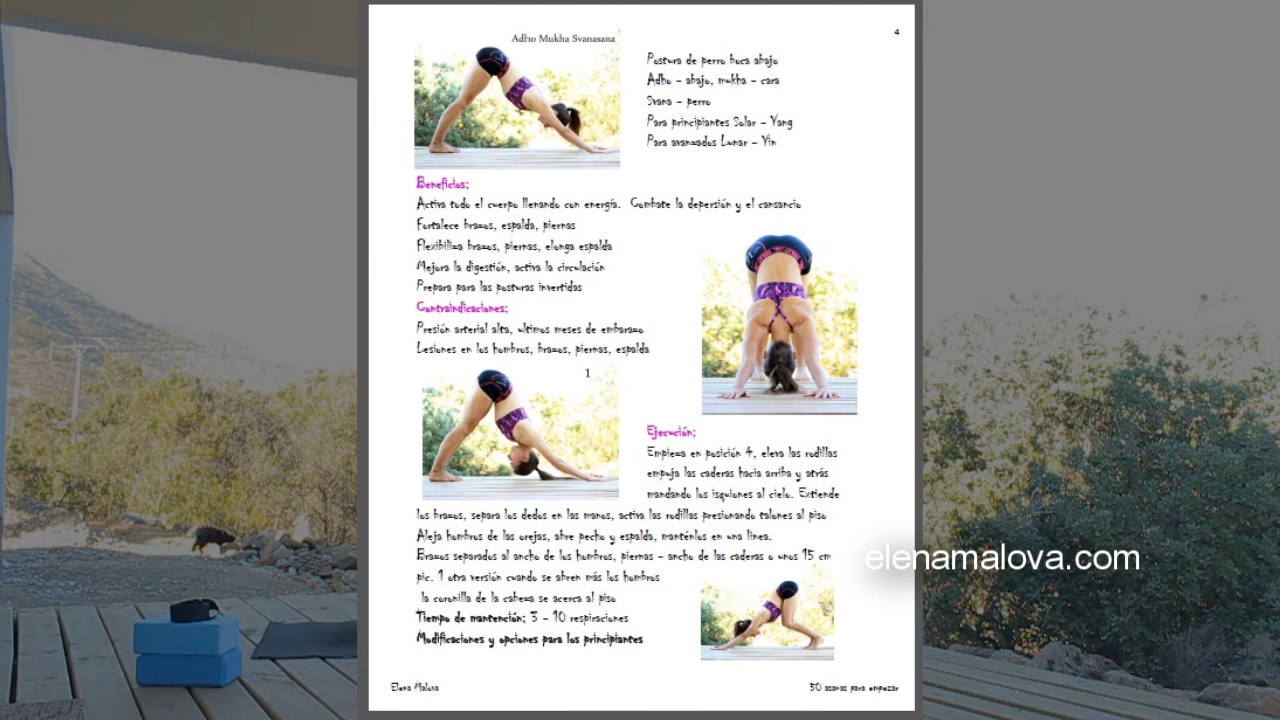 4
Adho Mukha Svanasana
Postura de perro boca abajo
Adho - abajo, mukha - cara
Svana - perro
Para principiantes Solar - Yang
Para avanzados Lunar - Yin
Beneficios:
Activa todo el cuerpo llenando con energía. Combate la depersión y el cansancio
Fortalece brazos, espalda, piernas
Flexibiliza brazos, piernas, elonga espalda
Mejora la digestión, activa la circulación
Prepara para las posturas invertidas
Contraindicaciones:
Presión arterial alta, ultimos meses de embarazo
Lesiones en los hombros, brazos, piernas, espalda
1
Ejecución:
Empieza en posición 4, eleva las rodillas
empuja las caderas hacia arriba y atrás
mandando los isquiones al cielo. Extiende
los brazos, separa los dedos en las manos, activa las rodillas presionando talones al piso
Aleja hombros de las orejas, abre pecho y espalda, manténlos en una linea.
Brazos separados al ancho de los hombros, piernas - ancho de las caderas o unos 15 cm
pic. 1 otra versión cuando se abren más los hombros
la coronilla de la cabeza se acerca al piso
Tiempo de mantención: 3 - 10 respiraciones
Modificaciones y opciones para los principiantes
Elena Malova
50 asanas para empezar
elenamalova.com